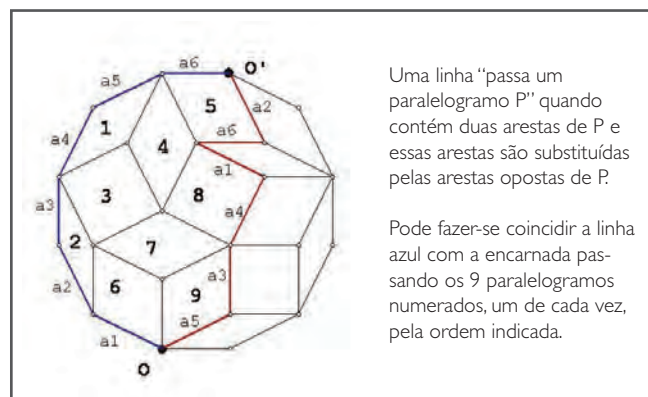 a6
O'
a5
5
a2
1
a6
a4
4
a1
3
8
a4
a3
2
7
a2
6
a3
9
a5
a1
O
Uma linha “passa um
paralelogramo P” quando
contém duas arestas de P e
essas arestas são substituídas
pelas arestas opostas de P.
Pode fazer-se coincidir a linha
azul com a encarnada pas-
sando os 9 paralelogramos
numerados, um de cada vez,
pela ordem indicada.